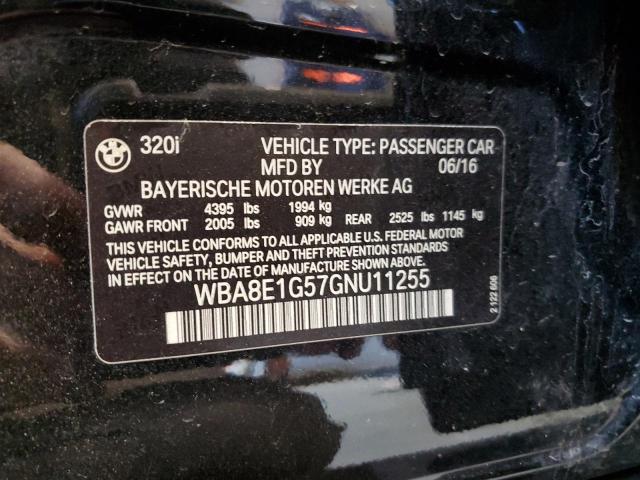 BMW
320i VEHICLE TYPE: PASSENGER CAR
MFD BY 06/16
BAYERISCHE MOTOREN WERKE AG
GVWR 4395 lbs 1994 kg
GAWR FRONT 2005 lbs 909 kg REAR 2525 lbs 1145 kg
THIS VEHICLE CONFORMS TO ALL APPLICABLE U.S. FEDERAL MOTOR
VEHICLE SAFETY, BUMPER AND THEFT PREVENTION STANDARDS
IN EFFECT ON THE DATE OF MANUFACTURE SHOWN ABOVE.
WBA8E1G57GNU11255
2 122 606